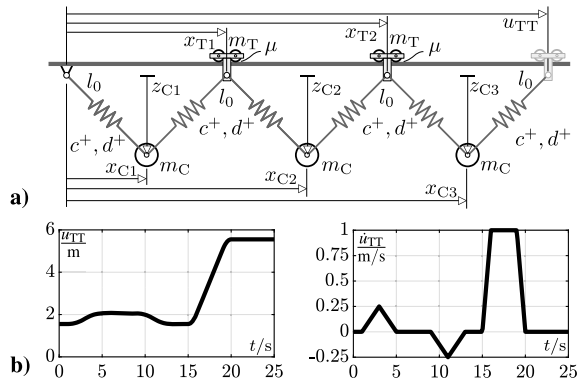 a)
u_TT
x_T1 m_T x_T2
μ μ
l_0 z_C1 l_0 z_C2 l_0 z_C3
c⁺, d⁺ c⁺, d⁺ c⁺, d⁺ c⁺, d⁺
m_C m_C m_C
x_C1
x_C2
x_C3
b)
u_TT/m
6
4
2
0
0 5 10 15 20 25
t/s
u̇_TT/m/s
1
0.75
0.5
0.25
0
-0.25
0 5 10 15 20 25
t/s